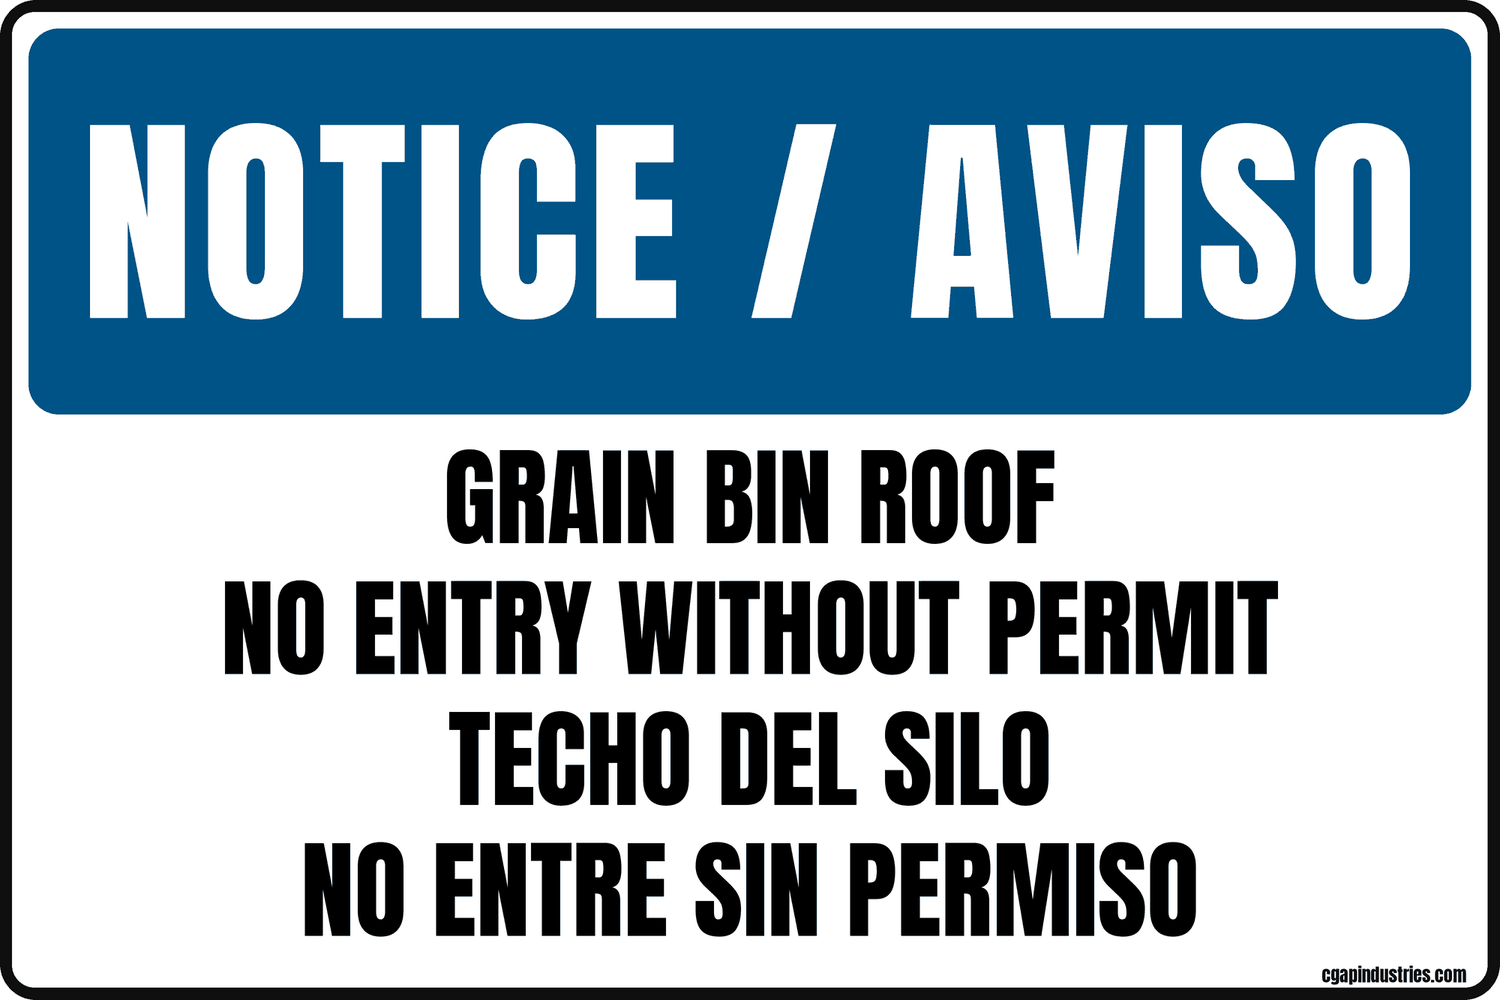 NOTICE / AVISO
GRAIN BIN ROOF
NO ENTRY WITHOUT PERMIT
TECHO DEL SILO
NO ENTRE SIN PERMISO
cgapindustries.com